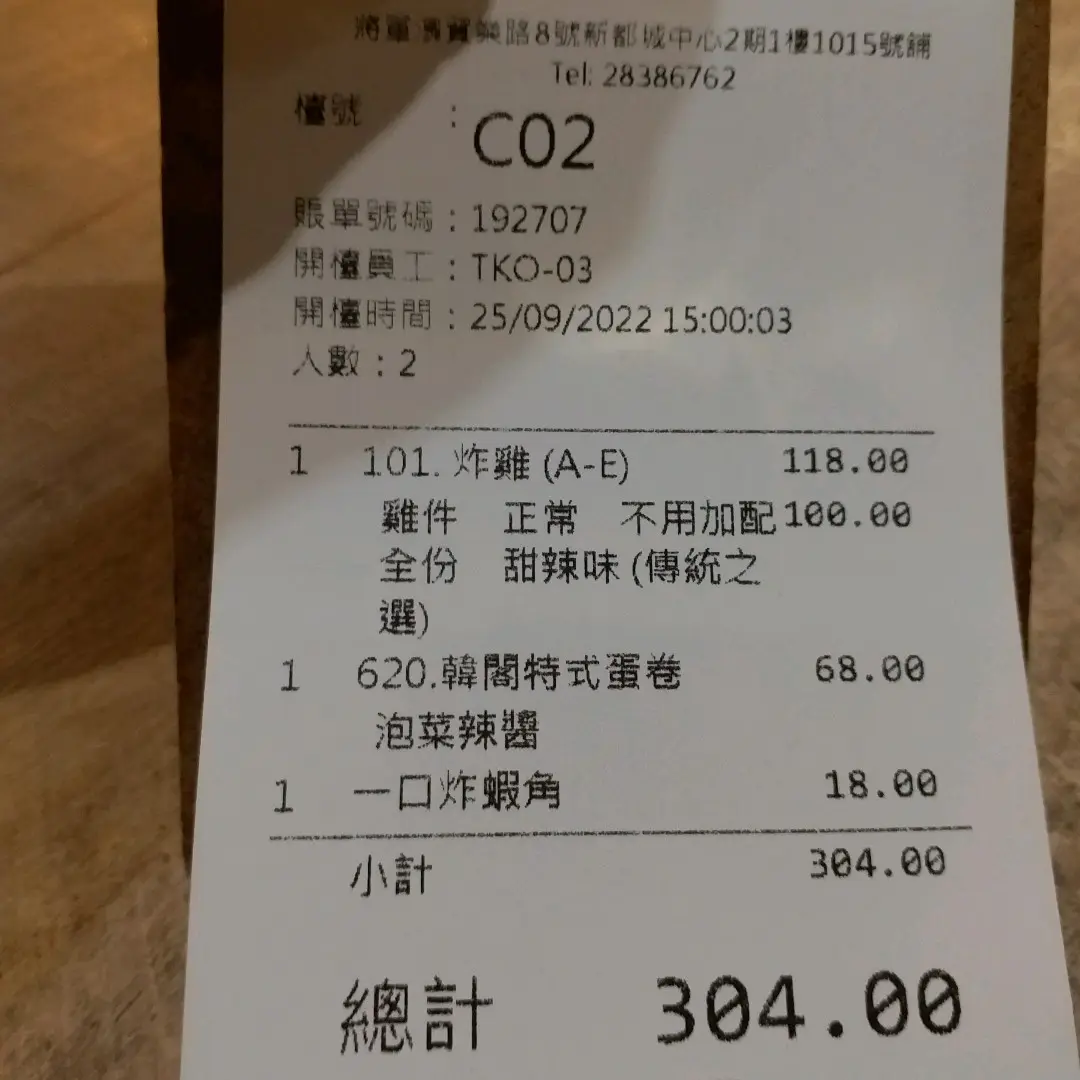 將軍澳寶樂路8號新都城中心2期1樓1015號舖
Tel: 28386762
檯號 : C02
賬單號碼 : 192707
開檯員工 : TKO-03
開檯時間 : 25/09/2022 15:00:03
人數 : 2
1 101. 炸雞 (A-E) 118.00
雞件 正常 不用加配 100.00
全份 甜辣味 (傳統之
選)
1 620.韓閣特式蛋卷 68.00
泡菜辣醬
1 一口炸蝦角 18.00
小計 304.00
總計 304.00